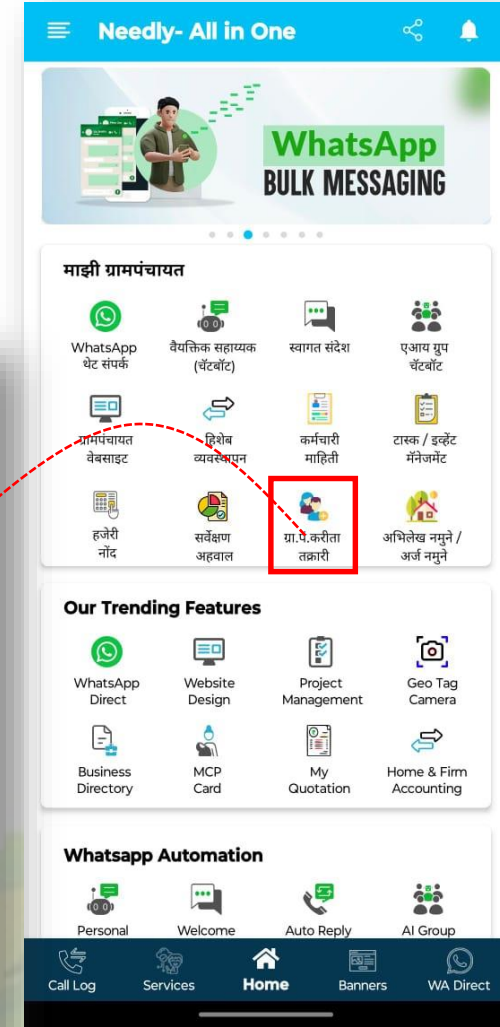 Needly- All in One
WhatsApp
BULK MESSAGING
माझी ग्रामपंचायत
WhatsApp
थेट संपर्क
वैयक्तिक सहाय्यक
(चॅटबॉट)
स्वागत संदेश
एआय ग्रुप
चॅटबॉट
ग्रामपंचायत
वेबसाइट
हिशेब
व्यवस्थापन
कर्मचारी
माहिती
टास्क / इव्हेंट
मॅनेजमेंट
हजेरी
नोंद
सर्वेक्षण
अहवाल
ग्रा.पं.करीता
तक्रारी
अभिलेख नमुने /
अर्ज नमुने
Our Trending Features
WhatsApp
Direct
Website
Design
Project
Management
Geo Tag
Camera
Business
Directory
MCP
Card
My
Quotation
Home & Firm
Accounting
Whatsapp Automation
Personal
Welcome
Auto Reply
AI Group
Call Log
Services
Home
Banners
WA Direct